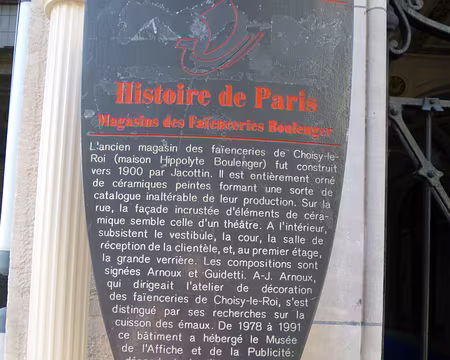 Histoire de Paris
Magasins des Faïenceries Boulenger
L'ancien magasin des faïenceries de Choisy-le-
Roi (maison Hippolyte Boulenger) fut construit
vers 1900 par Jacottin. Il est entièrement orné
de céramiques peintes formant une sorte de
catalogue inaltérable de leur production. Sur la
rue, la façade incrustée d'éléments de céra-
mique semble celle d'un théâtre. A l'intérieur,
subsistent le vestibule, la cour, la salle de
réception de la clientèle, et, au premier étage,
la grande verrière. Les compositions sont
signées Arnoux et Guidetti. A-J. Arnoux,
qui dirigeait l'atelier de décoration
des faïenceries de Choisy-le-Roi, s'est
distingué par ses recherches sur la
cuisson des émaux. De 1978 à 1991
ce bâtiment a hébergé le Musée
de l'Affiche et de la Publicité: